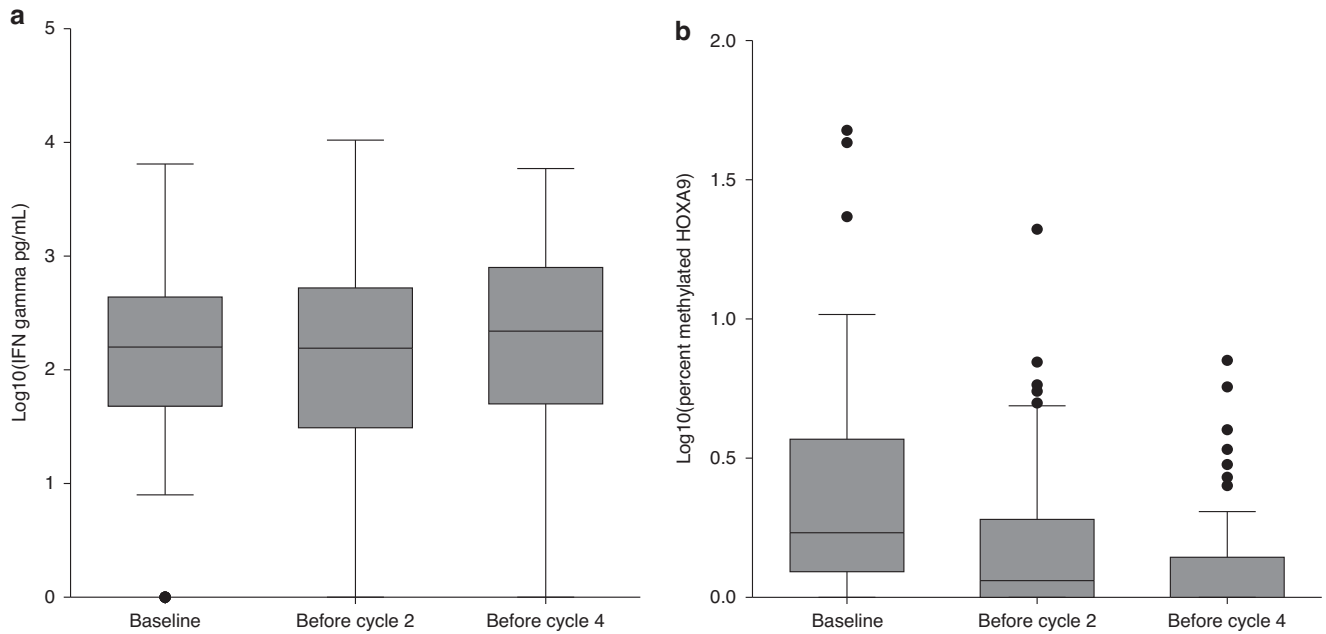 a
Log10(IFN gamma pg/mL)
5
4
3
2
1
0
Baseline
Before cycle 2
Before cycle 4
b
Log10(percent methylated HOXA9)
2.0
1.5
1.0
0.5
0.0
Baseline
Before cycle 2
Before cycle 4